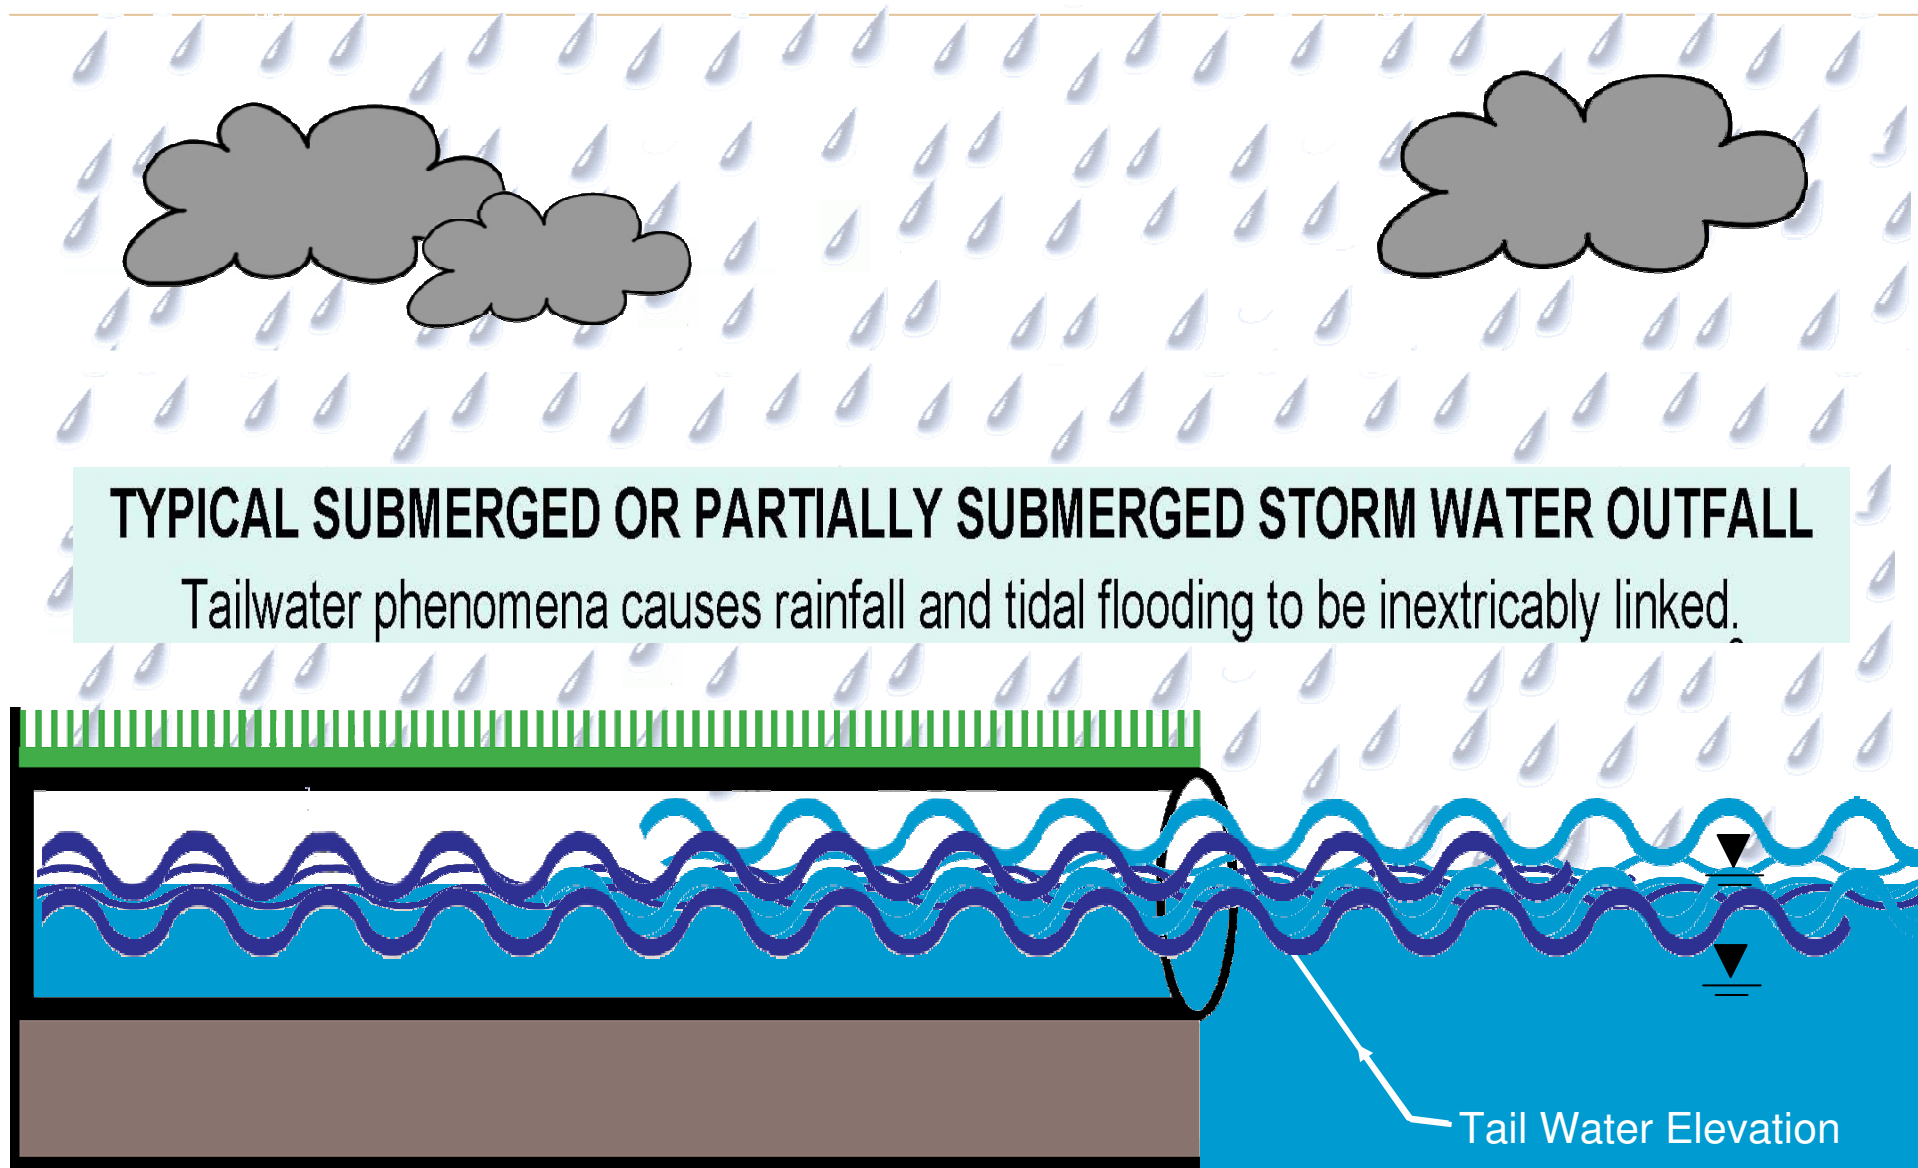 TYPICAL SUBMERGED OR PARTIALLY SUBMERGED STORM WATER OUTFALL
Tailwater phenomena causes rainfall and tidal flooding to be inextricably linked.
Tail Water Elevation